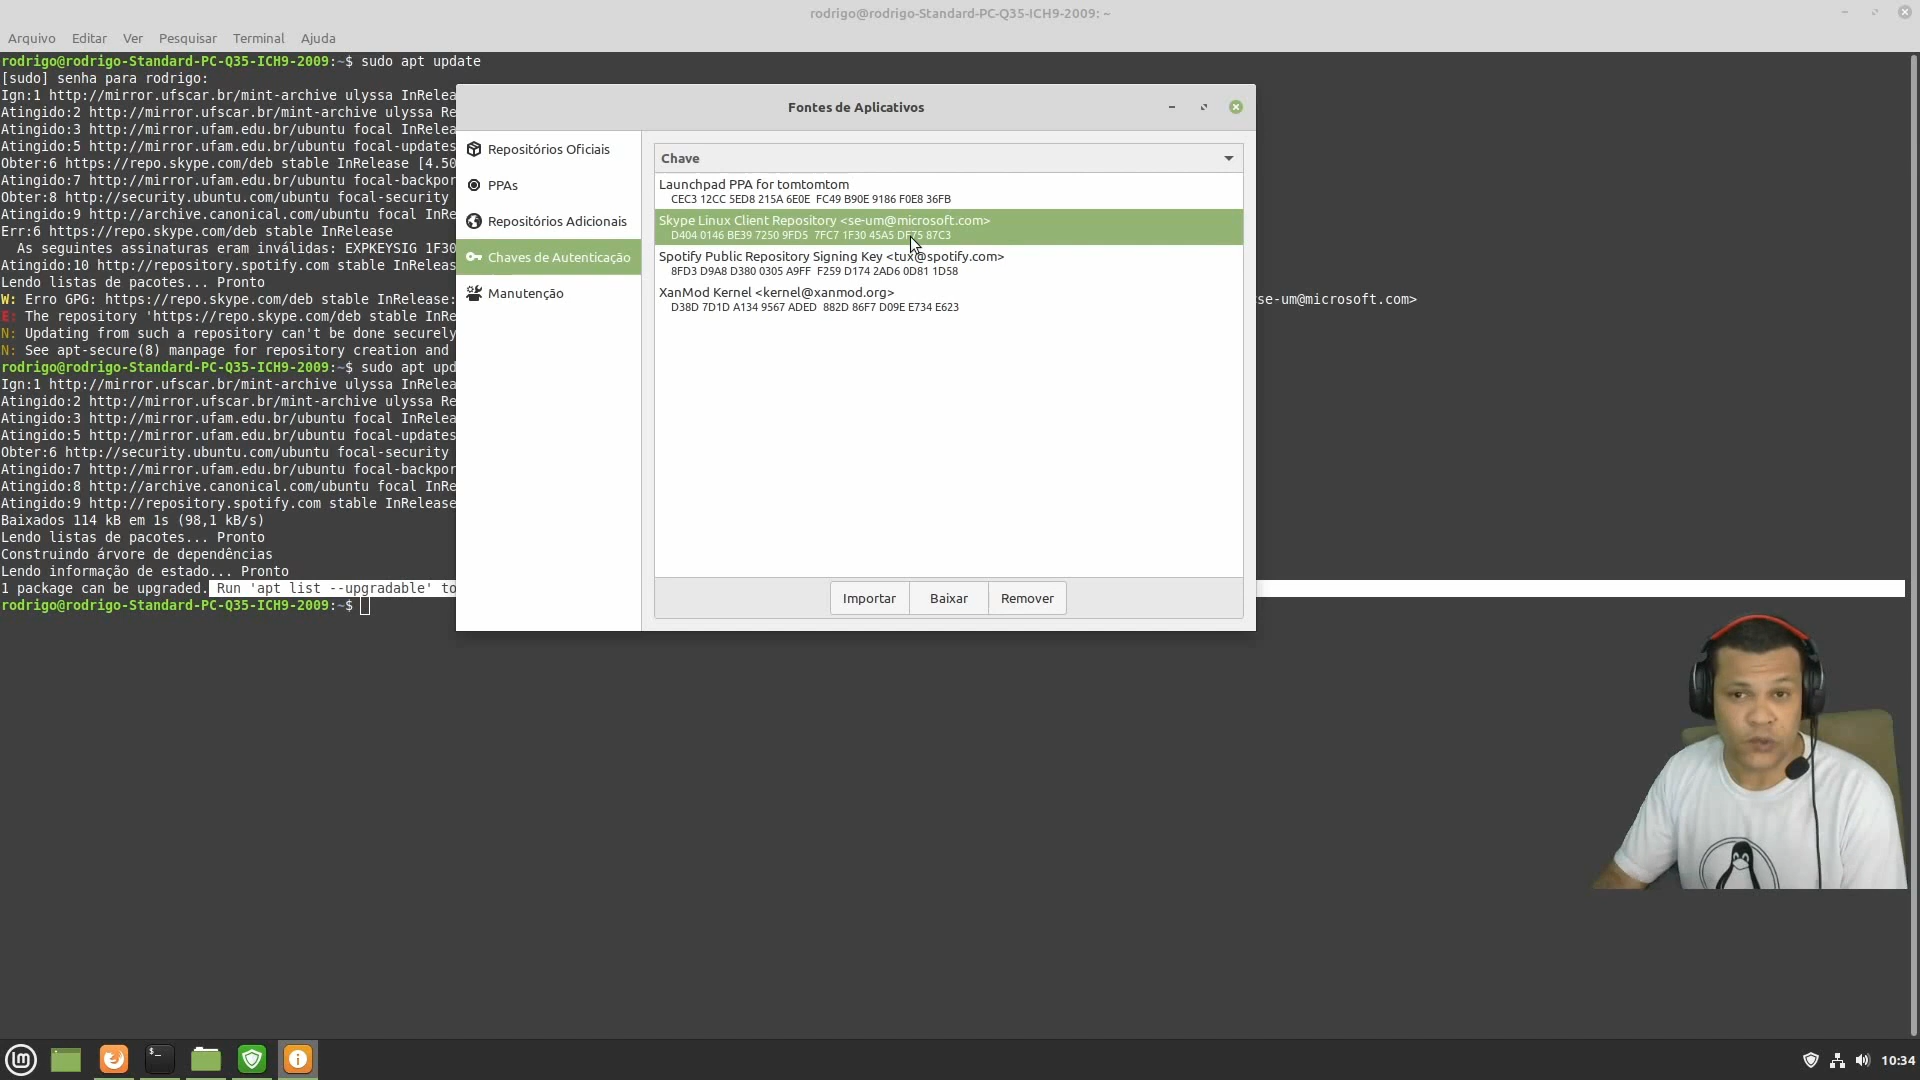 rodrigo@rodrigo-Standard-PC-Q35-ICH9-2009: ~
Arquivo Editar Ver Pesquisar Terminal Ajuda
rodrigo@rodrigo-Standard-PC-Q35-ICH9-2009:~$ sudo apt update
[sudo] senha para rodrigo:
Ign:1 http://mirror.ufscar.br/mint-archive ulyssa InRelea
Atingido:2 http://mirror.ufscar.br/mint-archive ulyssa Re
Atingido:3 http://mirror.ufam.edu.br/ubuntu focal InRelea
Atingido:5 http://mirror.ufam.edu.br/ubuntu focal-updates
Obter:6 https://repo.skype.com/deb stable InRelease [4.50
Atingido:7 http://mirror.ufam.edu.br/ubuntu focal-backpor
Obter:8 http://security.ubuntu.com/ubuntu focal-security
Atingido:9 http://archive.canonical.com/ubuntu focal InRe
Err:6 https://repo.skype.com/deb stable InRelease
As seguintes assinaturas eram inválidas: EXPKEYSIG 1F30
Atingido:10 http://repository.spotify.com stable InReleas
Lendo listas de pacotes... Pronto
W: Erro GPG: https://repo.skype.com/deb stable InRelease: se-um@microsoft.com>
E: The repository 'https://repo.skype.com/deb stable InRe
N: Updating from such a repository can't be done securely
N: See apt-secure(8) manpage for repository creation and
rodrigo@rodrigo-Standard-PC-Q35-ICH9-2009:~$ sudo apt upd
Ign:1 http://mirror.ufscar.br/mint-archive ulyssa InRelea
Atingido:2 http://mirror.ufscar.br/mint-archive ulyssa Re
Atingido:3 http://mirror.ufam.edu.br/ubuntu focal InRelea
Atingido:5 http://mirror.ufam.edu.br/ubuntu focal-updates
Obter:6 http://security.ubuntu.com/ubuntu focal-security
Atingido:7 http://mirror.ufam.edu.br/ubuntu focal-backpor
Atingido:8 http://archive.canonical.com/ubuntu focal InRe
Atingido:9 http://repository.spotify.com stable InRelease
Baixados 114 kB em 1s (98,1 kB/s)
Lendo listas de pacotes... Pronto
Construindo árvore de dependências
Lendo informação de estado... Pronto
1 package can be upgraded. Run 'apt list --upgradable' to
rodrigo@rodrigo-Standard-PC-Q35-ICH9-2009:~$
Fontes de Aplicativos
Repositórios Oficiais
PPAs
Repositórios Adicionais
Chaves de Autenticação
Manutenção
Chave
Launchpad PPA for tomtomtom
CEC3 12CC 5ED8 215A 6E0E FC49 B90E 9186 F0E8 36FB
Skype Linux Client Repository <se-um@microsoft.com>
D404 0146 BE39 7250 9FD5 7FC7 1F30 45A5 DF75 87C3
Spotify Public Repository Signing Key <tux@spotify.com>
8FD3 D9A8 D380 0305 A9FF F259 D174 2AD6 0D81 1D58
XanMod Kernel <kernel@xanmod.org>
D38D 7D1D A134 9567 ADED 882D 86F7 D09E E734 E623
Importar Baixar Remover
10:34